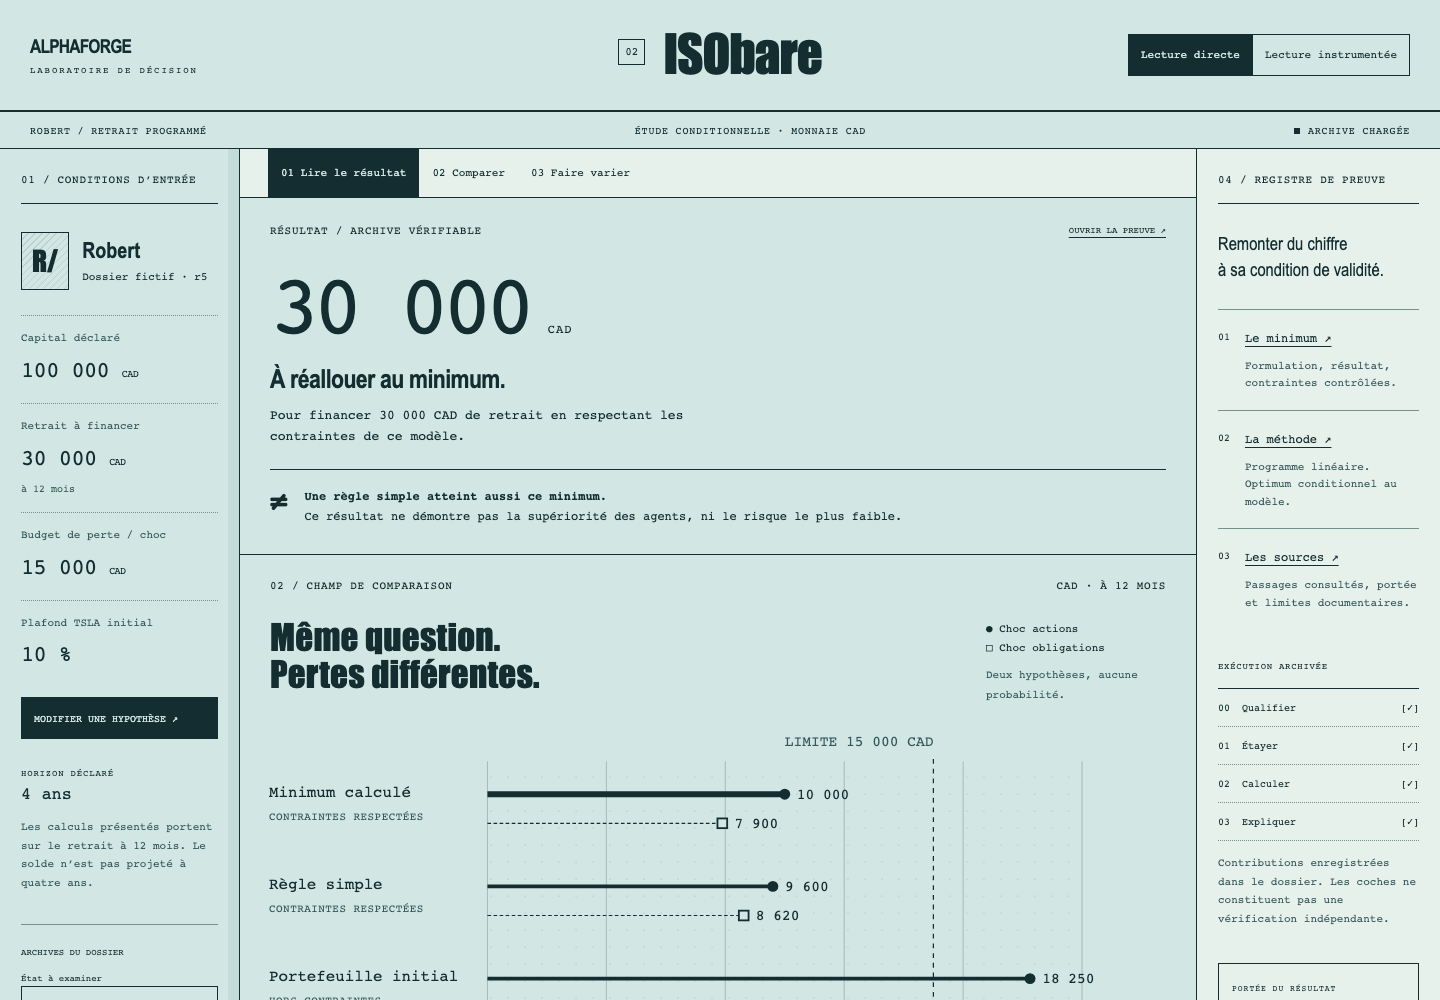 ALPHAFORGE
LABORATOIRE DE DÉCISION
02
ISObare
Lecture directe
Lecture instrumentée
ROBERT / RETRAIT PROGRAMMÉ
ÉTUDE CONDITIONNELLE · MONNAIE CAD
■ ARCHIVE CHARGÉE
01 / CONDITIONS D’ENTRÉE
R/
Robert
Dossier fictif · r5
Capital déclaré
100 000 CAD
Retrait à financer
30 000 CAD
à 12 mois
Budget de perte / choc
15 000 CAD
Plafond TSLA initial
10 %
MODIFIER UNE HYPOTHÈSE ↗
HORIZON DÉCLARÉ
4 ans
Les calculs présentés portent
sur le retrait à 12 mois. Le
solde n’est pas projeté à
quatre ans.
ARCHIVES DU DOSSIER
État à examiner
01 Lire le résultat
02 Comparer
03 Faire varier
RÉSULTAT / ARCHIVE VÉRIFIABLE
OUVRIR LA PREUVE ↗
30 000 CAD
À réallouer au minimum.
Pour financer 30 000 CAD de retrait en respectant les
contraintes de ce modèle.
≠
Une règle simple atteint aussi ce minimum.
Ce résultat ne démontre pas la supériorité des agents, ni le risque le plus faible.
02 / CHAMP DE COMPARAISON
CAD · À 12 MOIS
Même question.
Pertes différentes.
● Choc actions
□ Choc obligations
Deux hypothèses, aucune
probabilité.
LIMITE 15 000 CAD
Minimum calculé
CONTRAINTES RESPECTÉES
10 000
7 900
Règle simple
CONTRAINTES RESPECTÉES
9 600
8 620
Portefeuille initial
HORS CONTRAINTES
18 250
04 / REGISTRE DE PREUVE
Remonter du chiffre
à sa condition de validité.
01 Le minimum ↗
Formulation, résultat,
contraintes contrôlées.
02 La méthode ↗
Programme linéaire.
Optimum conditionnel au
modèle.
03 Les sources ↗
Passages consultés, portée
et limites documentaires.
EXÉCUTION ARCHIVÉE
00 Qualifier [✓]
01 Étayer [✓]
02 Calculer [✓]
03 Expliquer [✓]
Contributions enregistrées
dans le dossier. Les coches ne
constituent pas une
vérification indépendante.
PORTÉE DU RÉSULTAT